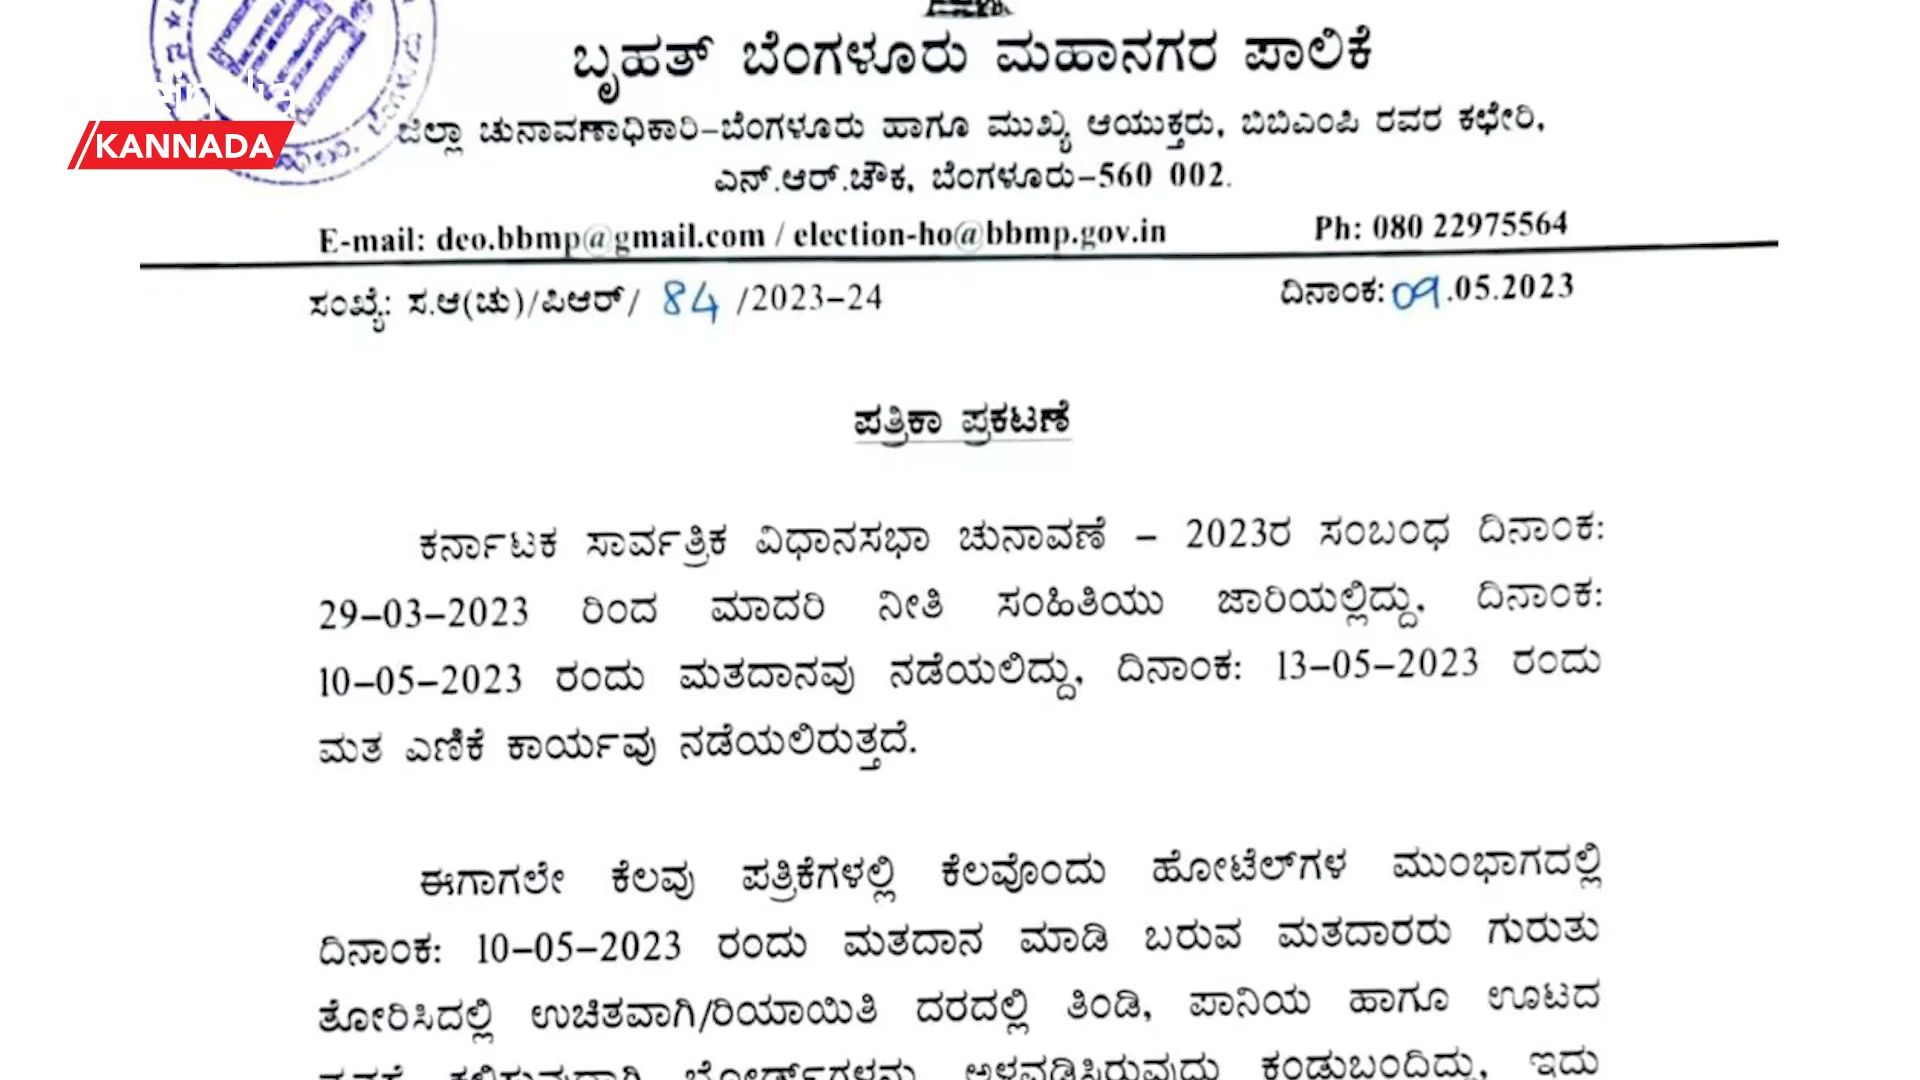 ಬೃಹತ್ ಬೆಂಗಳೂರು ಮಹಾನಗರ ಪಾಲಿಕೆ
ಜಿಲ್ಲಾ ಚುನಾವಣಾಧಿಕಾರಿ–ಬೆಂಗಳೂರು ಹಾಗೂ ಮುಖ್ಯ ಆಯುಕ್ತರು, ಬಿಬಿಎಂಪಿ ರವರ ಕಛೇರಿ,
KANNADA
ಎನ್.ಆರ್.ಚೌಕ, ಬೆಂಗಳೂರು–560 002.
E-mail: deo.bbmp@gmail.com / election-ho@bbmp.gov.in Ph: 080 22975564
ಸಂಖ್ಯೆ: ಸ.ಆ(ಚು)/ಪಿಆರ್/ 84 /2023–24 ದಿನಾಂಕ:09.05.2023
ಪತ್ರಿಕಾ ಪ್ರಕಟಣೆ
ಕರ್ನಾಟಕ ಸಾರ್ವತ್ರಿಕ ವಿಧಾನಸಭಾ ಚುನಾವಣೆ – 2023ರ ಸಂಬಂಧ ದಿನಾಂಕ:
29–03–2023 ರಿಂದ ಮಾದರಿ ನೀತಿ ಸಂಹಿತಿಯು ಜಾರಿಯಲ್ಲಿದ್ದು, ದಿನಾಂಕ:
10–05–2023 ರಂದು ಮತದಾನವು ನಡೆಯಲಿದ್ದು, ದಿನಾಂಕ: 13–05–2023 ರಂದು
ಮತ ಎಣಿಕೆ ಕಾರ್ಯವು ನಡೆಯಲಿರುತ್ತದೆ.
ಈಗಾಗಲೇ ಕೆಲವು ಪತ್ರಿಕೆಗಳಲ್ಲಿ ಕೆಲವೊಂದು ಹೋಟೆಲ್‌ಗಳ ಮುಂಭಾಗದಲ್ಲಿ
ದಿನಾಂಕ: 10–05–2023 ರಂದು ಮತದಾನ ಮಾಡಿ ಬರುವ ಮತದಾರರು ಗುರುತು
ತೋರಿಸಿದಲ್ಲಿ ಉಚಿತವಾಗಿ/ರಿಯಾಯಿತಿ ದರದಲ್ಲಿ ತಿಂಡಿ, ಪಾನಿಯ ಹಾಗೂ ಊಟದ
ಅಳವಡಿಸಿರುವುದು ಕಂಡುಬಂದಿದ್ದು, ಇದು